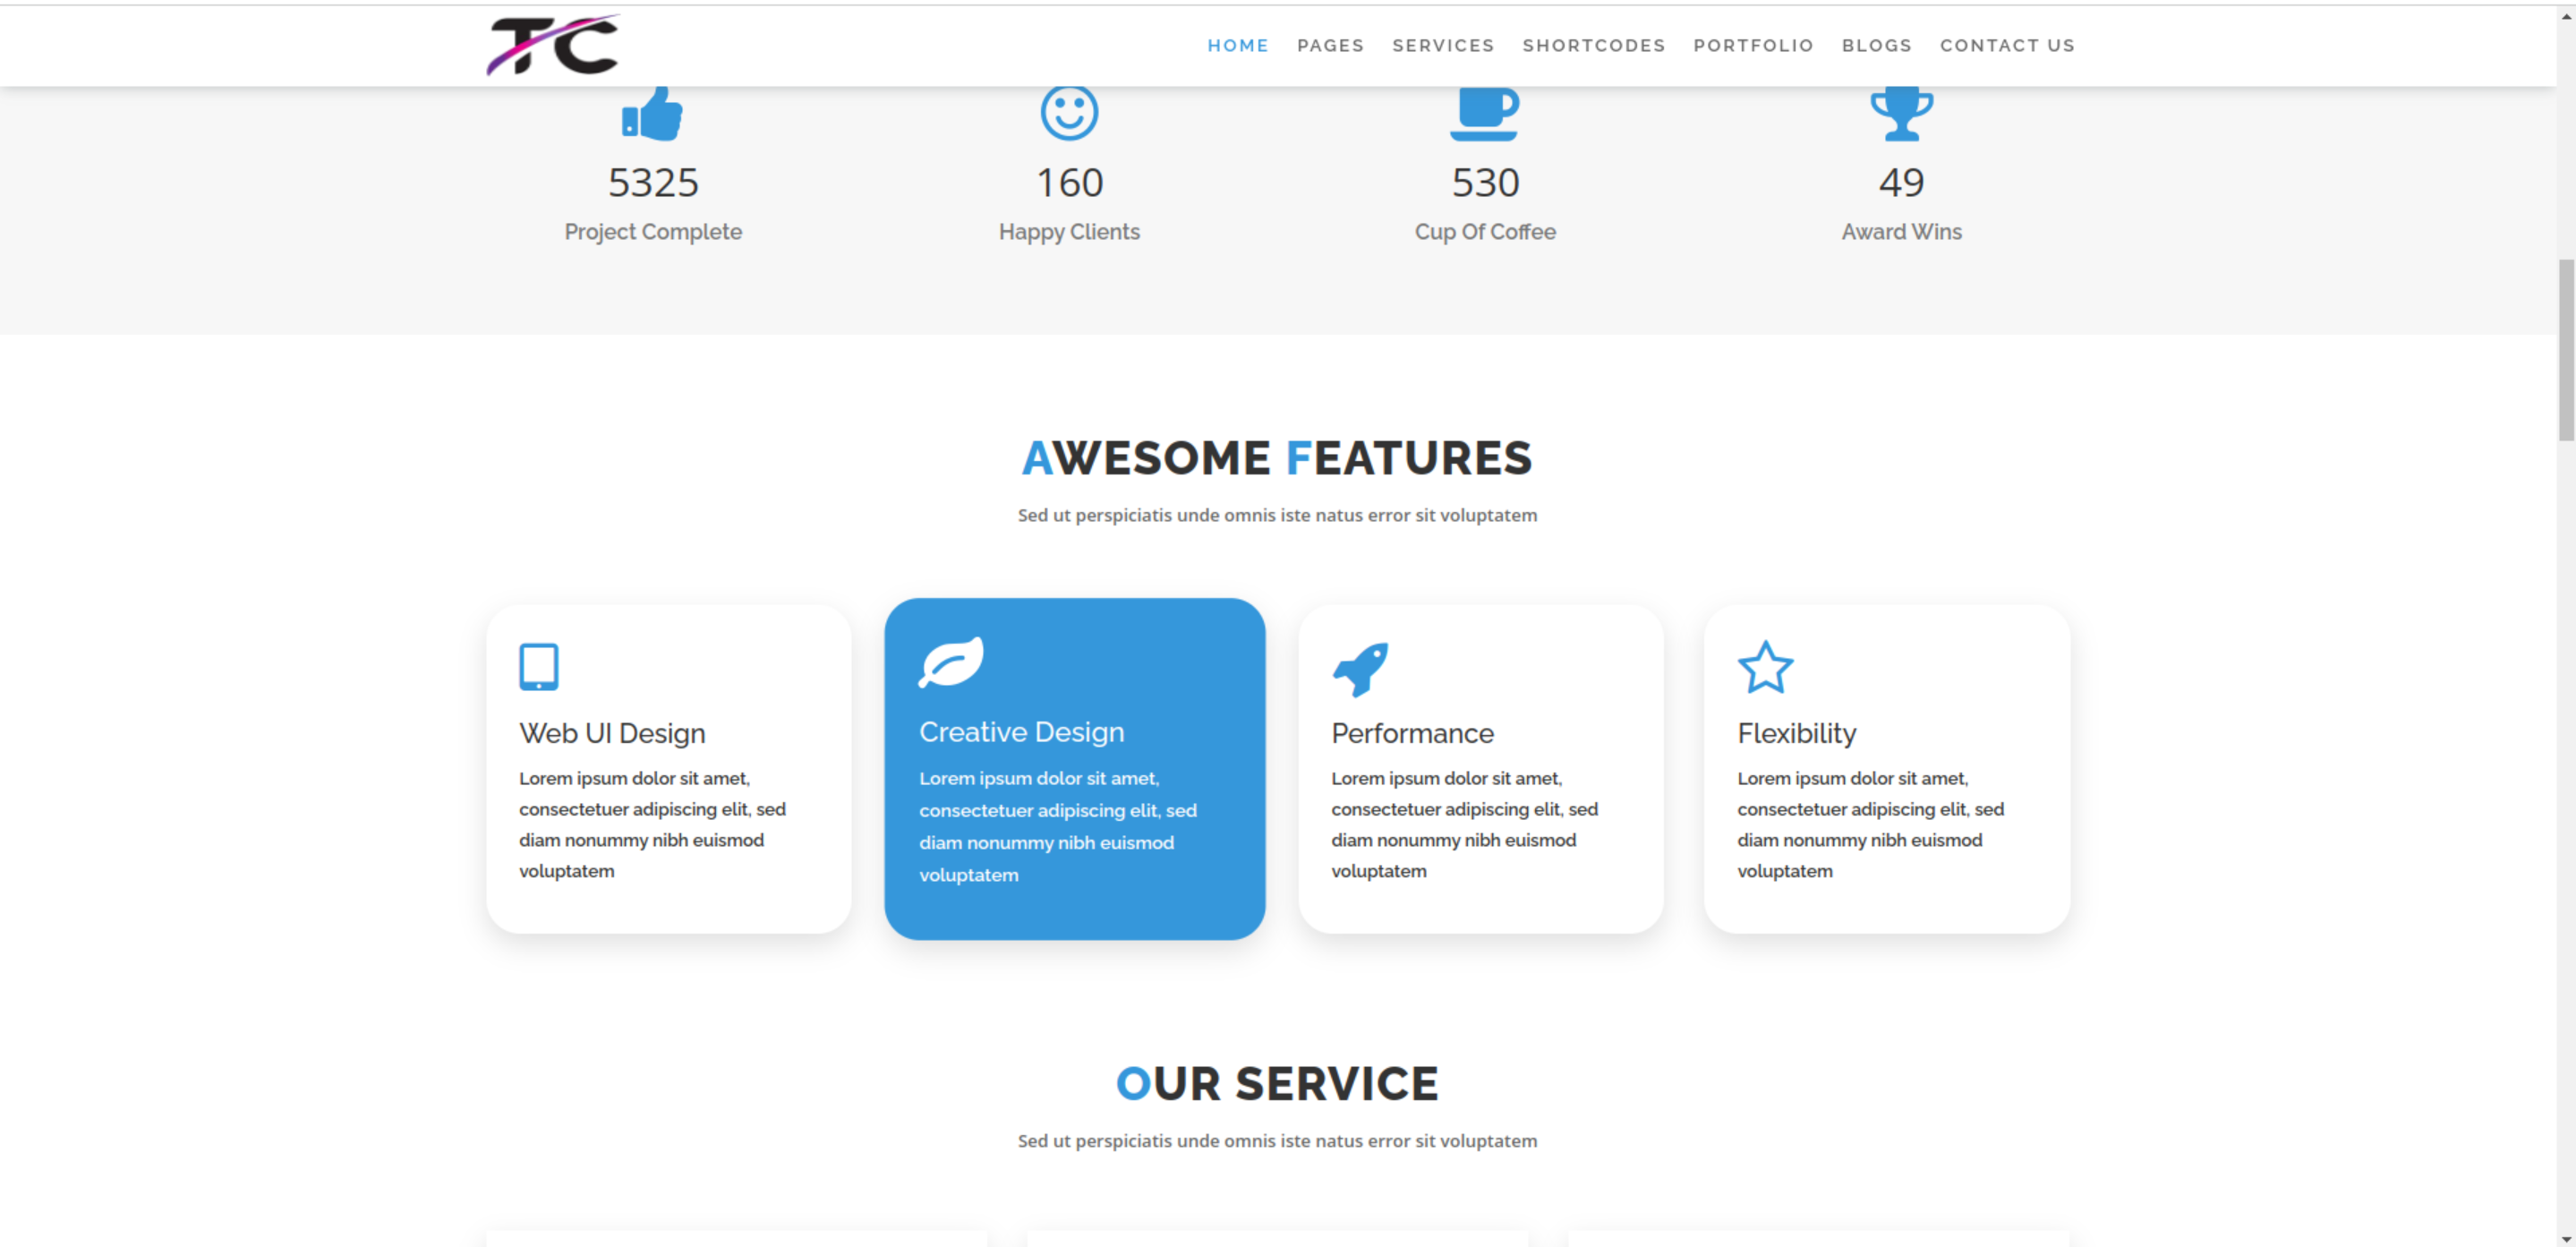 TC
HOME PAGES SERVICES SHORTCODES PORTFOLIO BLOGS CONTACT US
5325
Project Complete
160
Happy Clients
530
Cup Of Coffee
49
Award Wins
AWESOME FEATURES
Sed ut perspiciatis unde omnis iste natus error sit voluptatem
Web UI Design
Lorem ipsum dolor sit amet,
consectetuer adipiscing elit, sed
diam nonummy nibh euismod
voluptatem
Creative Design
Lorem ipsum dolor sit amet,
consectetuer adipiscing elit, sed
diam nonummy nibh euismod
voluptatem
Performance
Lorem ipsum dolor sit amet,
consectetuer adipiscing elit, sed
diam nonummy nibh euismod
voluptatem
Flexibility
Lorem ipsum dolor sit amet,
consectetuer adipiscing elit, sed
diam nonummy nibh euismod
voluptatem
OUR SERVICE
Sed ut perspiciatis unde omnis iste natus error sit voluptatem